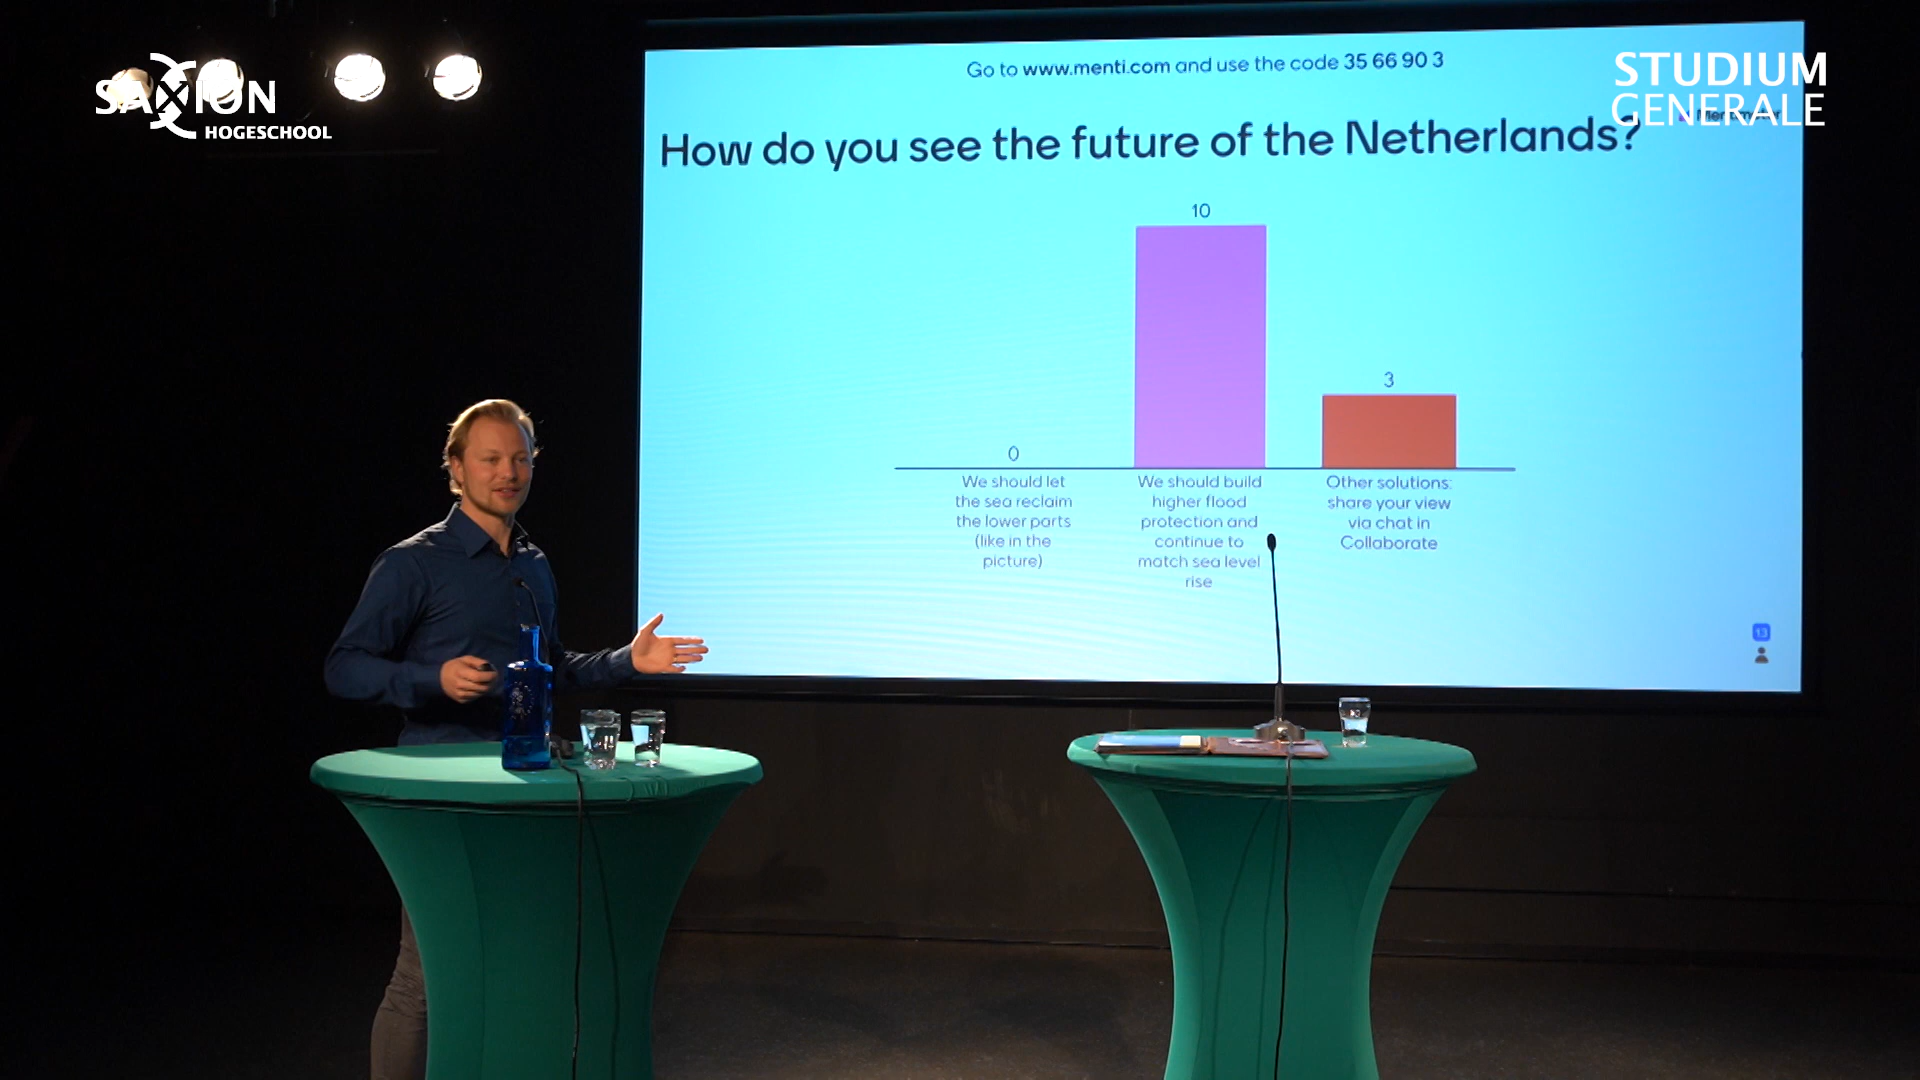 SAXION
HOGESCHOOL
STUDIUM
GENERALE
Go to www.menti.com and use the code 35 66 90 3
How do you see the future of the Netherlands?
10
3
0
We should let
the sea reclaim
the lower parts
(like in the
picture)
We should build
higher flood
protection and
continue to
match sea level
rise
Other solutions:
share your view
via chat in
Collaborate
13